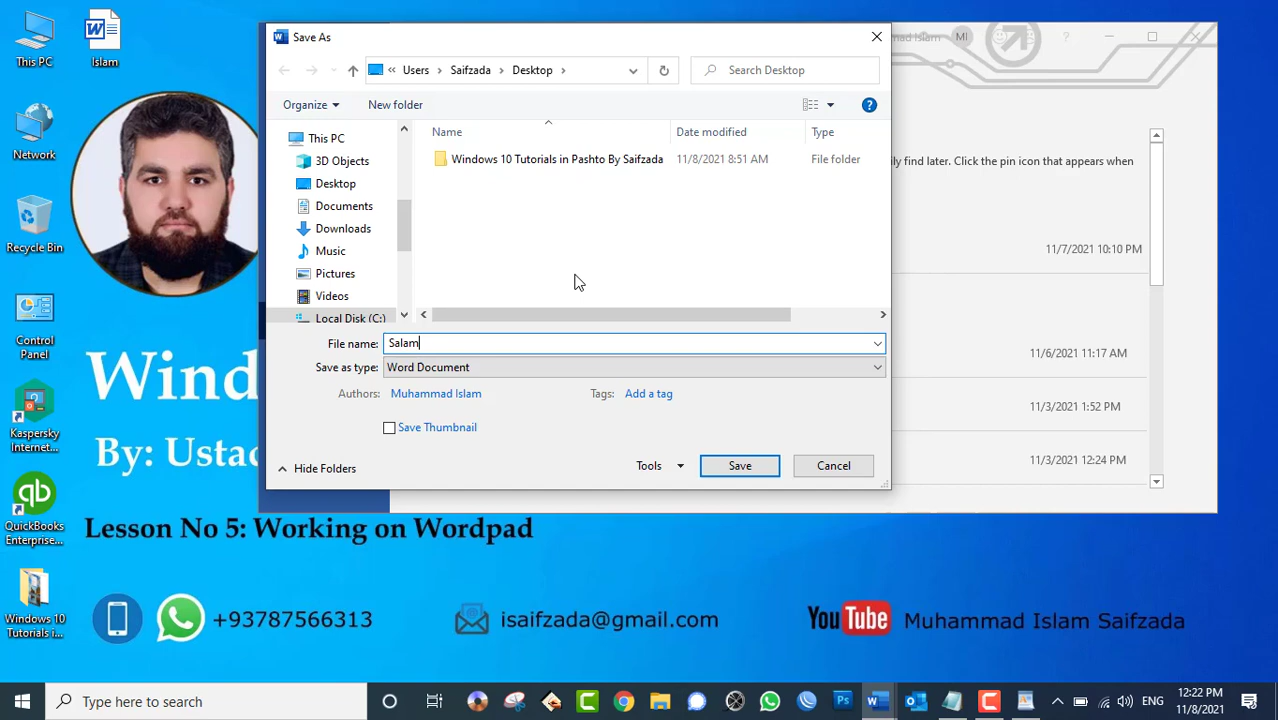 This PC
Islam
Network
Recycle Bin
Control
Panel
Kaspersky
Internet...
QuickBooks
Enterprise...
Windows 10
Tutorials i...
Save As
Users
Saifzada
Desktop
Search Desktop
Organize
New folder
This PC
3D Objects
Desktop
Documents
Downloads
Music
Pictures
Videos
Local Disk (C:)
Name
Date modified
Type
Windows 10 Tutorials in Pashto By Saifzada
11/8/2021 8:51 AM
File folder
File name: Salam
Save as type: Word Document
Authors: Muhammad Islam
Tags: Add a tag
Save Thumbnail
Hide Folders
Tools
Save
Cancel
MI
ly find later. Click the pin icon that appears when
11/7/2021 10:10 PM
11/6/2021 11:17 AM
11/3/2021 1:52 PM
11/3/2021 12:24 PM
Wind
By: Ustad
Lesson No 5: Working on Wordpad
+93787566313
isaifzada@gmail.com
YouTube
Muhammad Islam Saifzada
Type here to search
ENG
12:22 PM
11/8/2021